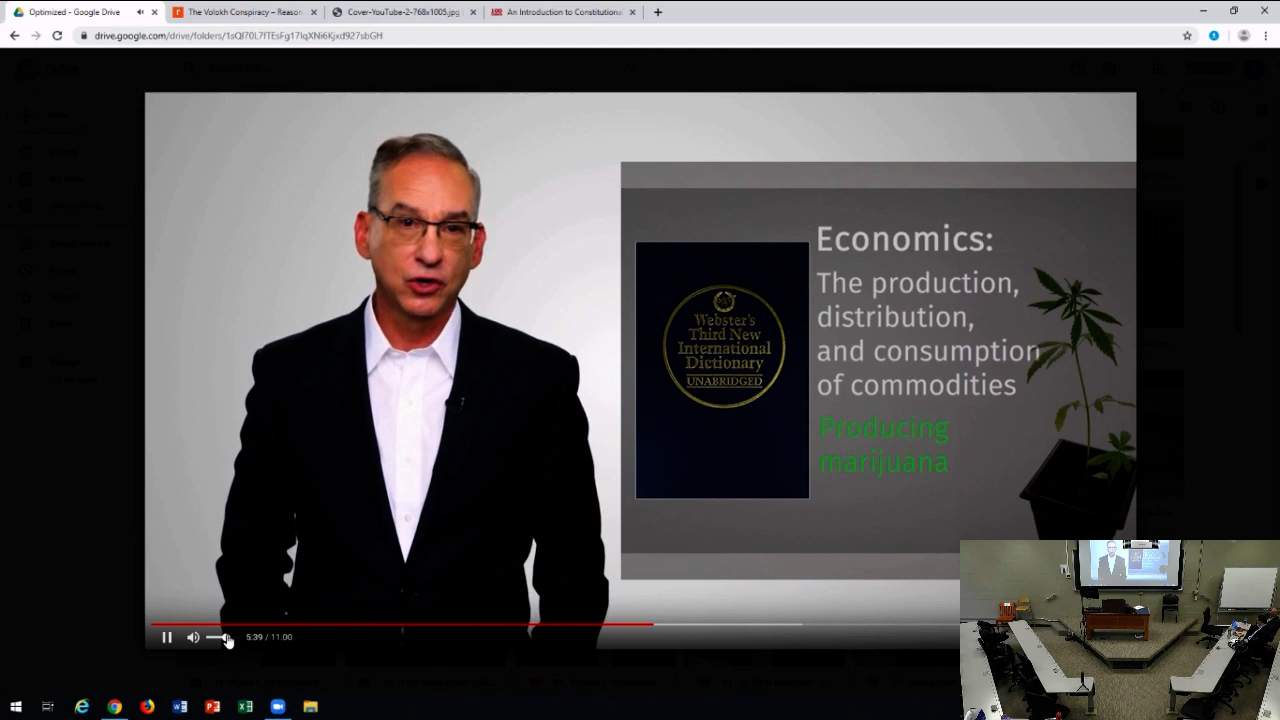 Optimized - Google Drive
The Volokh Conspiracy – Reason
Cover-YouTube-2-768x1005.jpg
An Introduction to Constitutional
drive.google.com/drive/folders/
Economics:
The production,
distribution,
and consumption
of commodities
Producing
marijuana
Webster's
Third New
International
Dictionary
UNABRIDGED
5:39 / 11:00